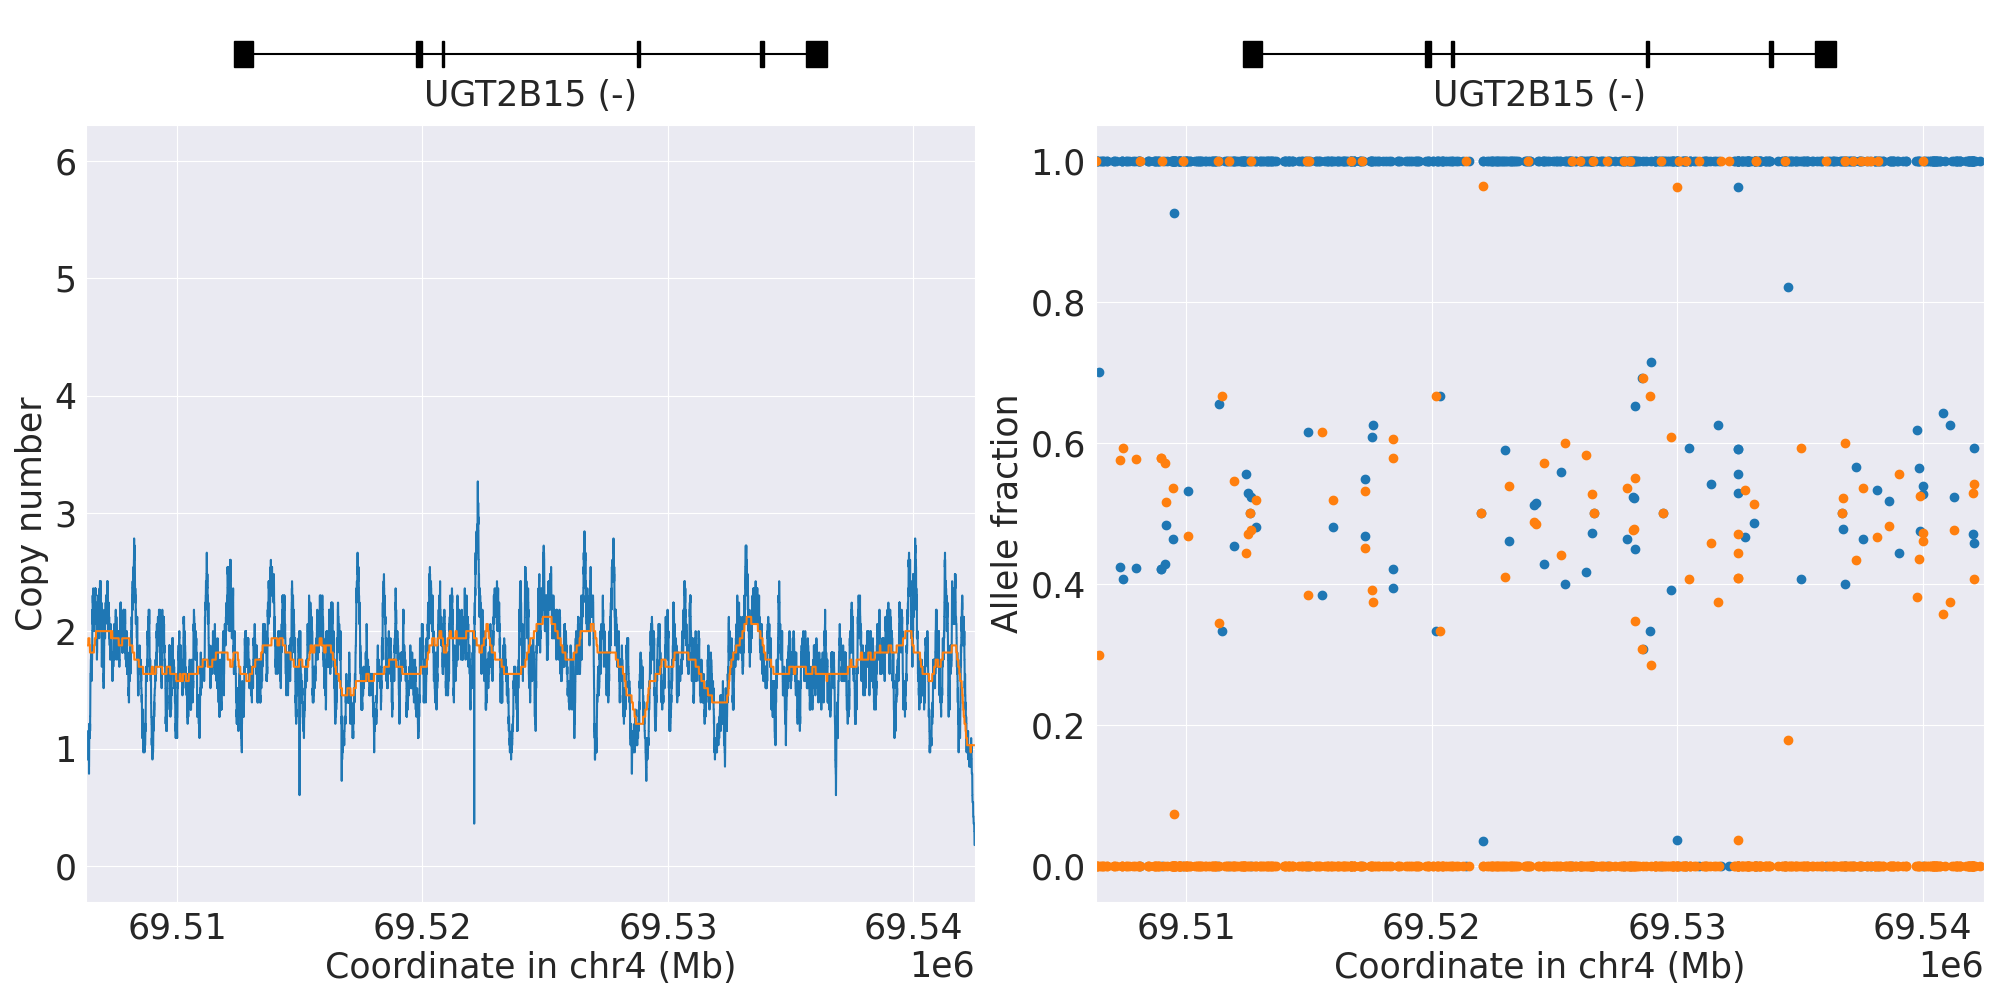 UGT2B15 (-)
6
5
4
3
2
1
0
Copy number
69.51 69.52 69.53 69.54
Coordinate in chr4 (Mb)
1e6
UGT2B15 (-)
1.0
0.8
0.6
0.4
0.2
0.0
Allele fraction
69.51 69.52 69.53 69.54
Coordinate in chr4 (Mb)
1e6